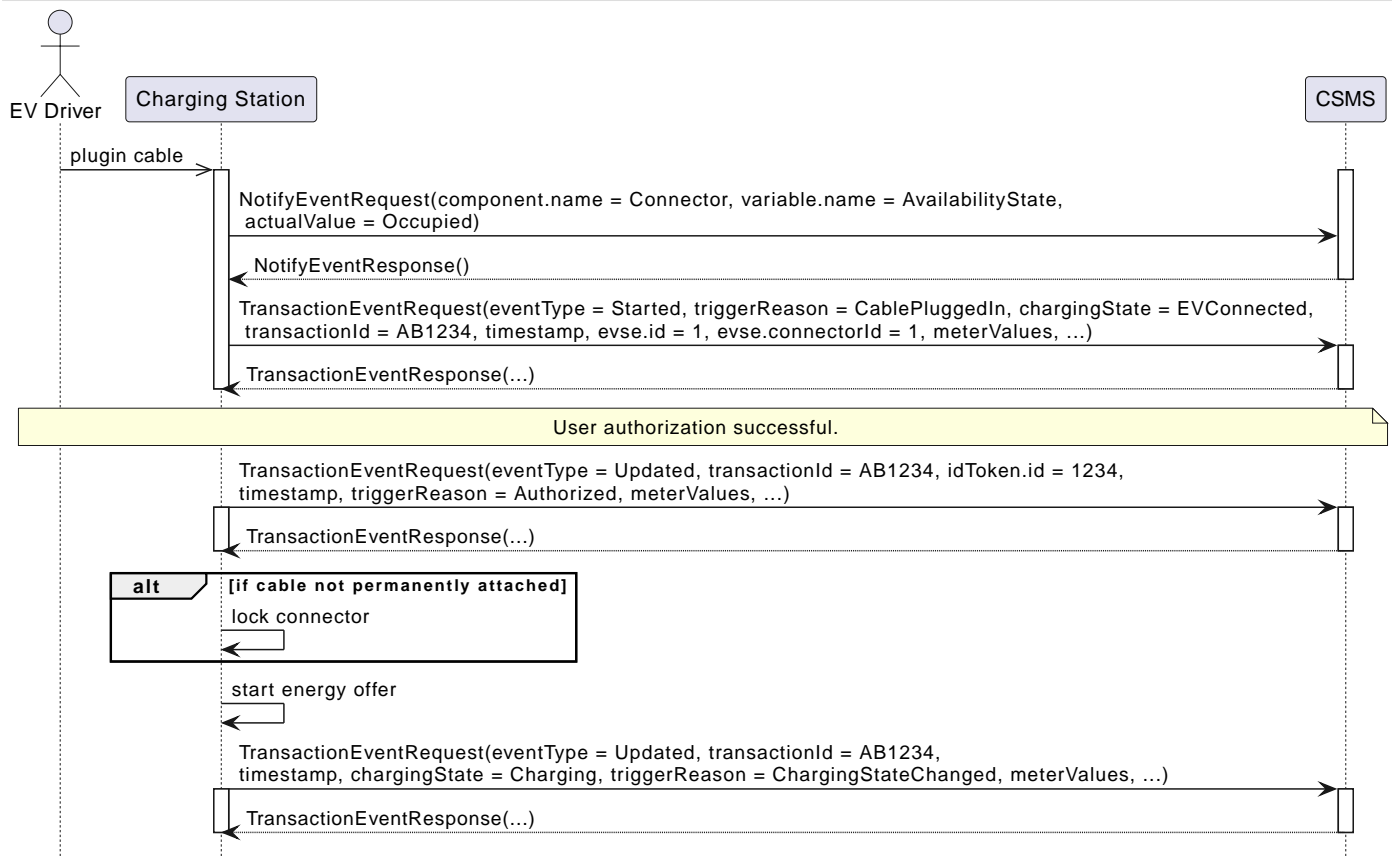 EV Driver
Charging Station
CSMS
plugin cable
NotifyEventRequest(component.name = Connector, variable.name = AvailabilityState,
actualValue = Occupied)
NotifyEventResponse()
TransactionEventRequest(eventType = Started, triggerReason = CablePluggedIn, chargingState = EVConnected,
transactionId = AB1234, timestamp, evse.id = 1, evse.connectorId = 1, meterValues, ...)
TransactionEventResponse(...)
User authorization successful.
TransactionEventRequest(eventType = Updated, transactionId = AB1234, idToken.id = 1234,
timestamp, triggerReason = Authorized, meterValues, ...)
TransactionEventResponse(...)
alt [if cable not permanently attached]
lock connector
start energy offer
TransactionEventRequest(eventType = Updated, transactionId = AB1234,
timestamp, chargingState = Charging, triggerReason = ChargingStateChanged, meterValues, ...)
TransactionEventResponse(...)